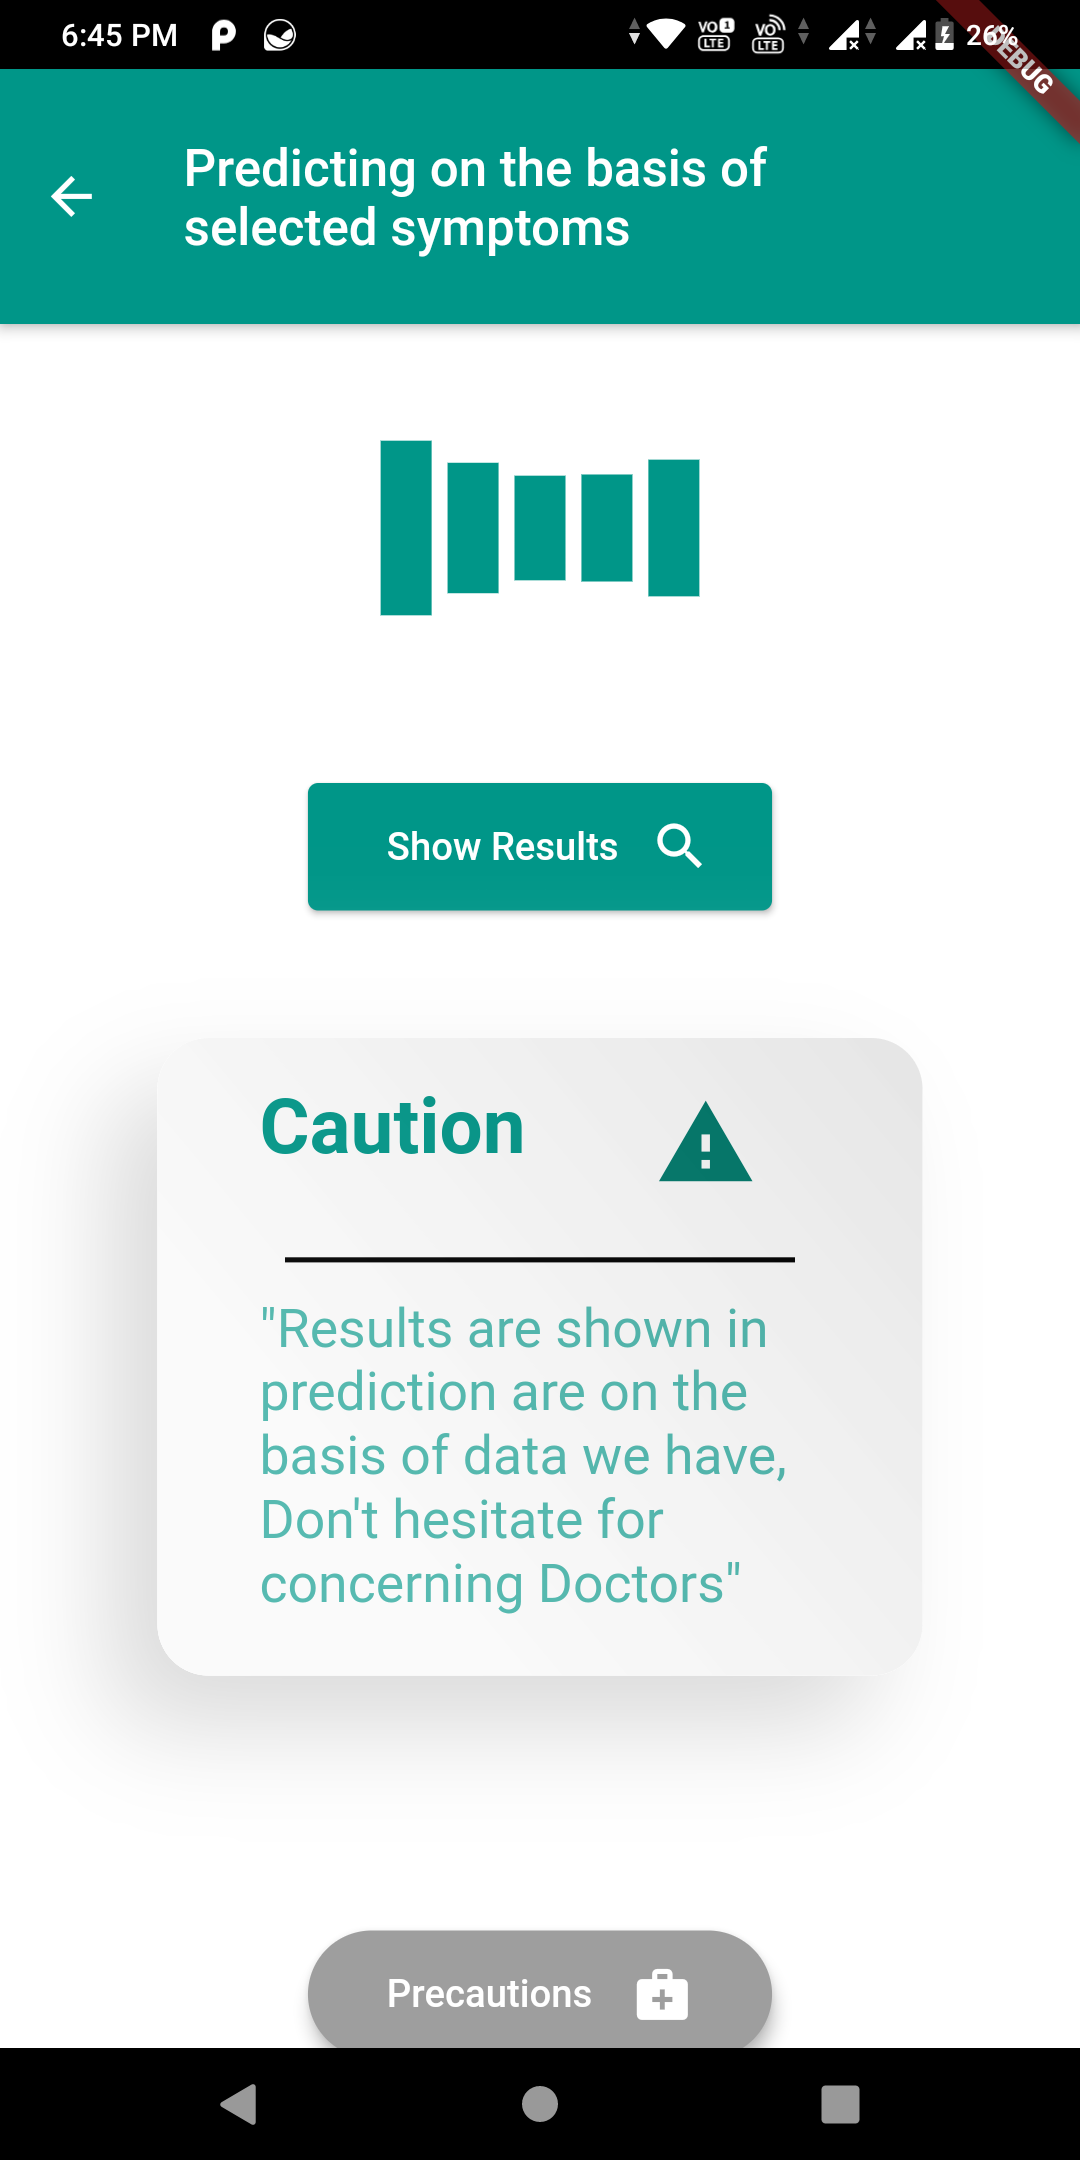 6:45 PM
VO 1
LTE
VO
LTE
26%
DEBUG
Predicting on the basis of
selected symptoms
Show Results
Caution
"Results are shown in
prediction are on the
basis of data we have,
Don't hesitate for
concerning Doctors"
Precautions